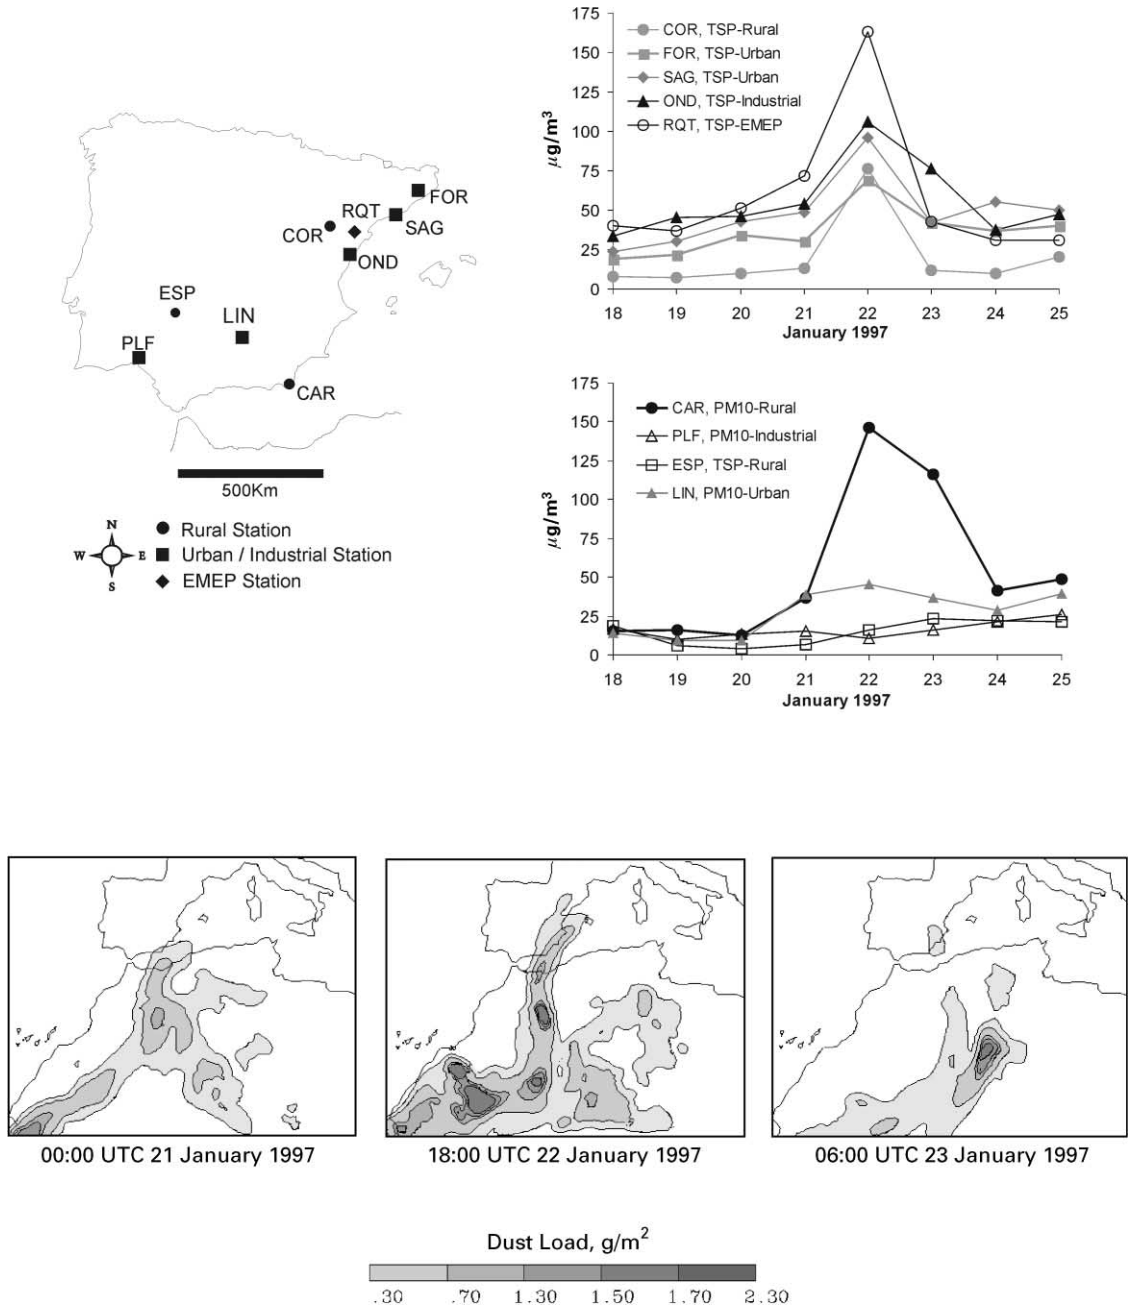 FOR
RQT
SAG
COR
OND
ESP
LIN
PLF
CAR
500Km
N
W E
S
Rural Station
Urban / Industrial Station
EMEP Station
175
150
125
100
75
50
25
0
µg/m³
COR, TSP-Rural
FOR, TSP-Urban
SAG, TSP-Urban
OND, TSP-Industrial
RQT, TSP-EMEP
18 19 20 21 22 23 24 25
January 1997
175
150
125
100
75
50
25
0
µg/m³
CAR, PM10-Rural
PLF, PM10-Industrial
ESP, TSP-Rural
LIN, PM10-Urban
18 19 20 21 22 23 24 25
January 1997
00:00 UTC 21 January 1997
18:00 UTC 22 January 1997
06:00 UTC 23 January 1997
Dust Load, g/m²
.30 .70 1.30 1.50 1.70 2.30